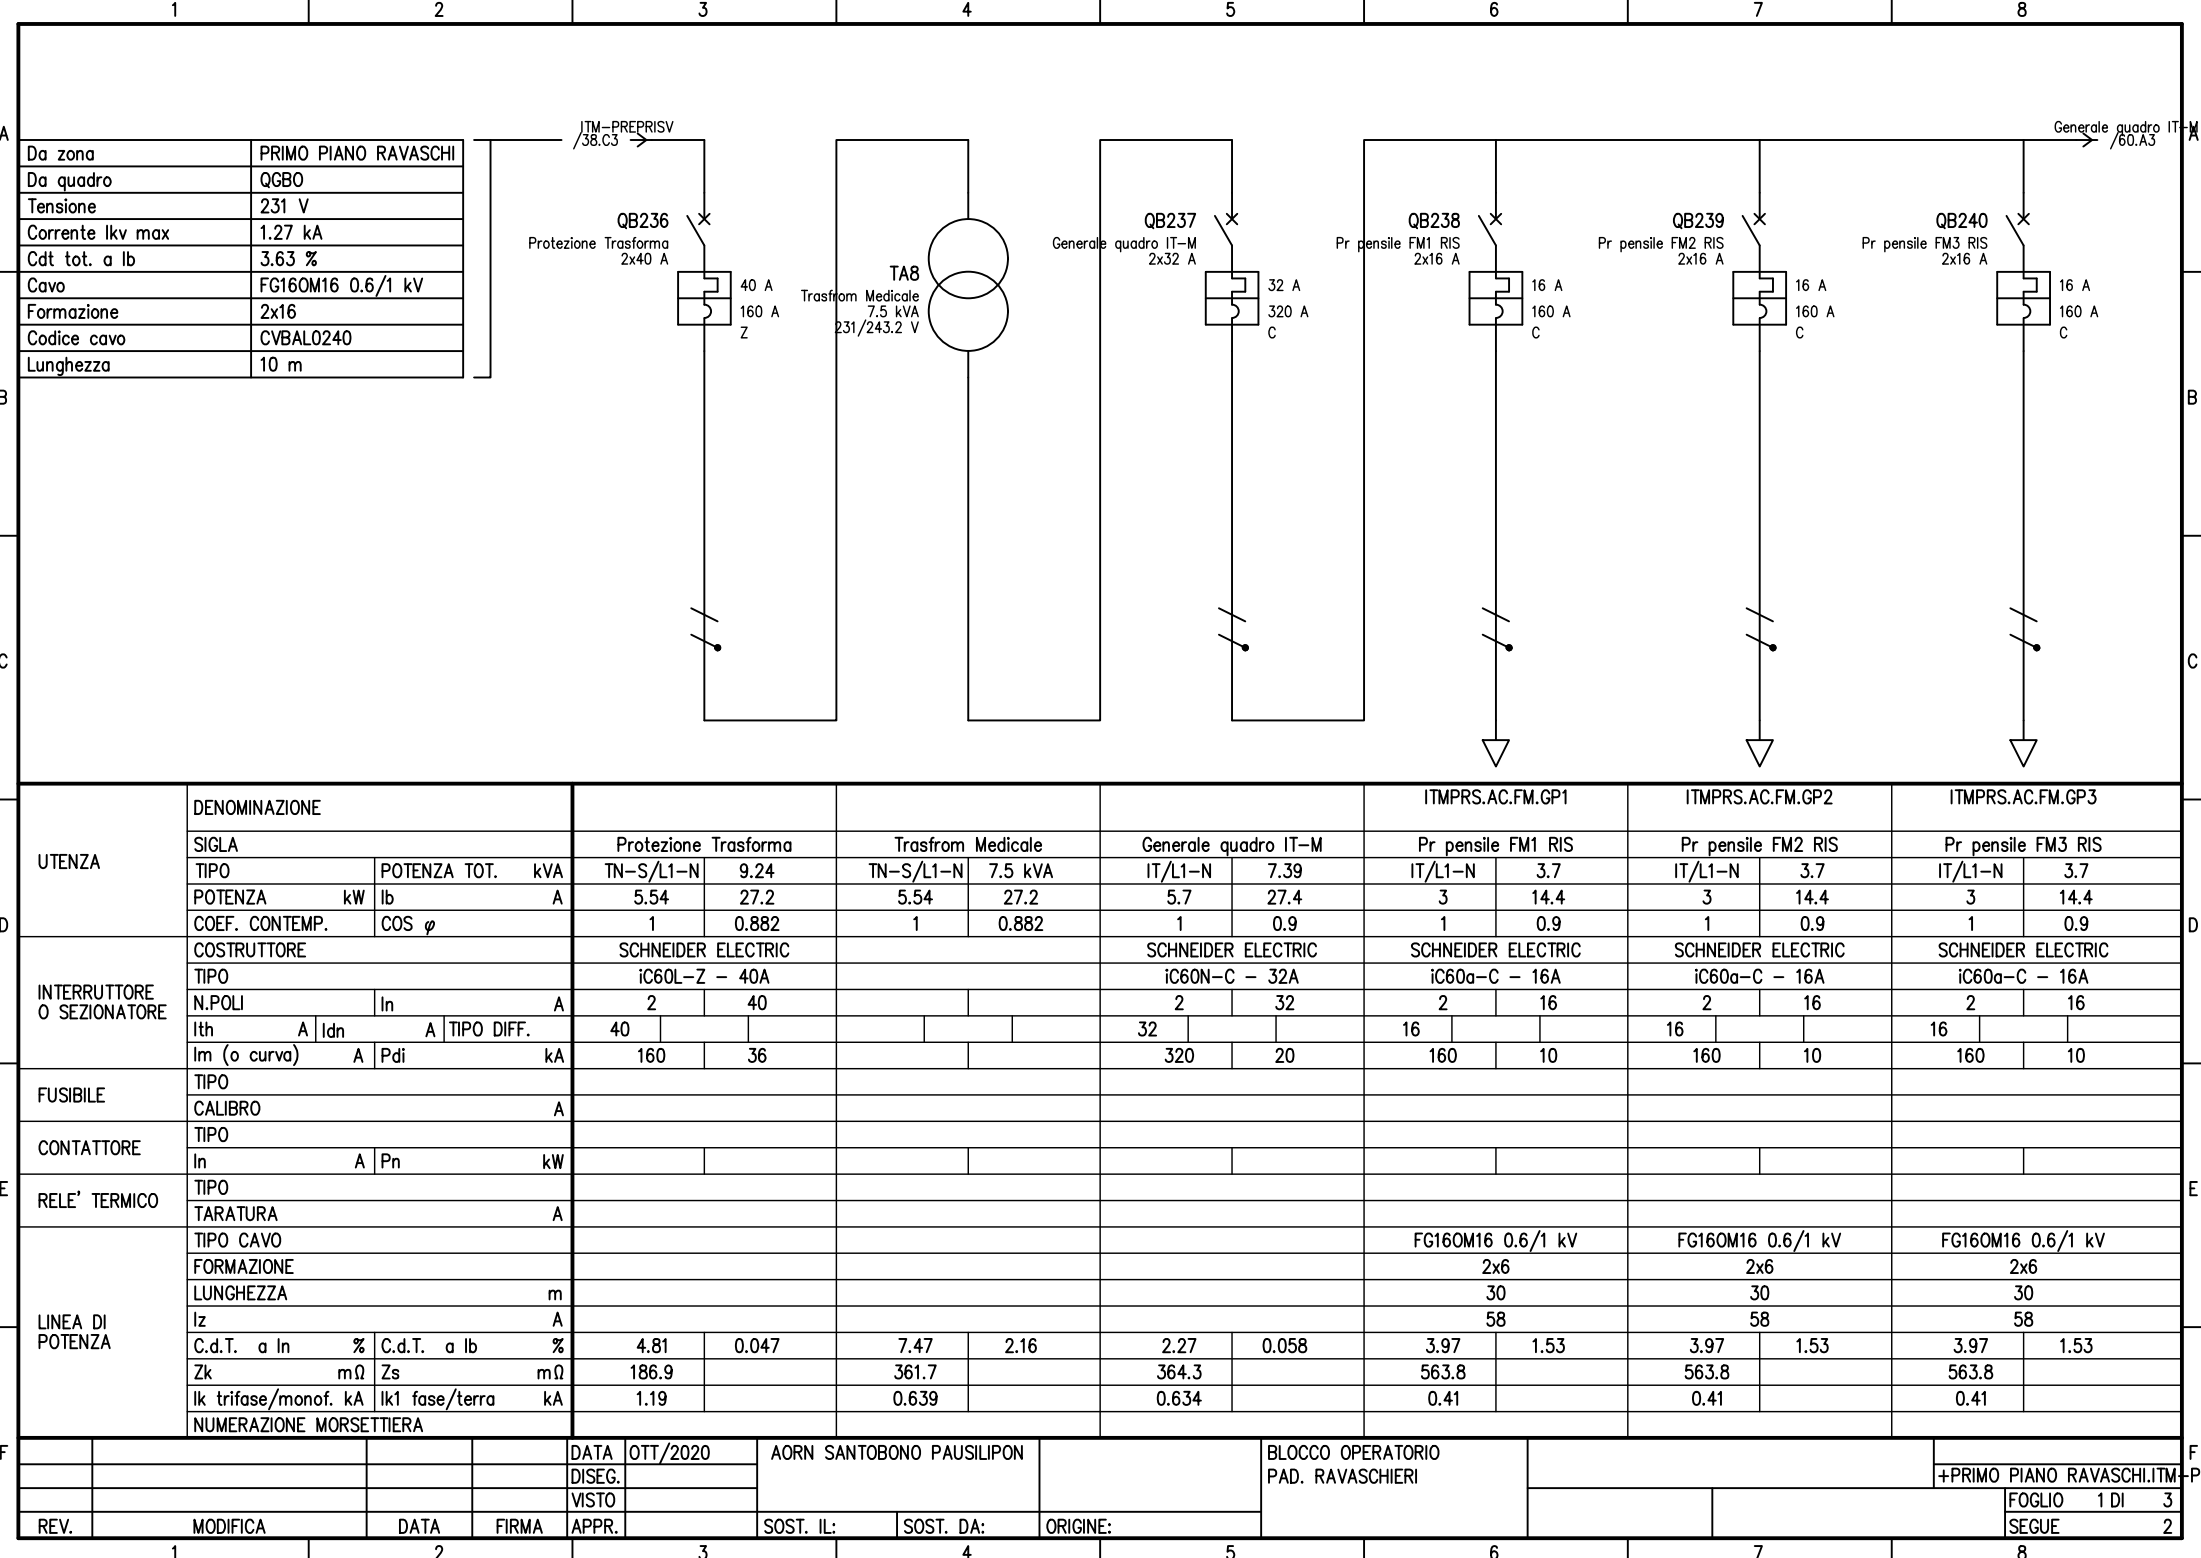 1 2 3 4 5 6 7 8
A
ITM-PREPRISV
/38.C3
Generale quadro IT-M
/60.A3
A
Da zona PRIMO PIANO RAVASCHI
Da quadro QGBO
Tensione 231 V
Corrente Ikv max 1.27 kA
Cdt tot. a Ib 3.63 %
Cavo FG16OM16 0.6/1 kV
Formazione 2x16
Codice cavo CVBAL0240
Lunghezza 10 m
QB236
Protezione Trasforma
2x40 A
40 A
160 A
Z
TA8
Trasfrom Medicale
7.5 kVA
231/243.2 V
QB237
Generale quadro IT-M
2x32 A
32 A
320 A
C
QB238
Pr pensile FM1 RIS
2x16 A
16 A
160 A
C
QB239
Pr pensile FM2 RIS
2x16 A
16 A
160 A
C
QB240
Pr pensile FM3 RIS
2x16 A
16 A
160 A
C
B B
C C
UTENZA
DENOMINAZIONE ITMPRS.AC.FM.GP1 ITMPRS.AC.FM.GP2 ITMPRS.AC.FM.GP3
SIGLA Protezione Trasforma Trasfrom Medicale Generale quadro IT-M Pr pensile FM1 RIS Pr pensile FM2 RIS Pr pensile FM3 RIS
TIPO POTENZA TOT. kVA TN-S/L1-N 9.24 TN-S/L1-N 7.5 kVA IT/L1-N 7.39 IT/L1-N 3.7 IT/L1-N 3.7 IT/L1-N 3.7
POTENZA kW Ib A 5.54 27.2 5.54 27.2 5.7 27.4 3 14.4 3 14.4 3 14.4
D COEF. CONTEMP. COS φ 1 0.882 1 0.882 1 0.9 1 0.9 1 0.9 1 0.9 D
INTERRUTTORE
O SEZIONATORE
COSTRUTTORE SCHNEIDER ELECTRIC SCHNEIDER ELECTRIC SCHNEIDER ELECTRIC SCHNEIDER ELECTRIC SCHNEIDER ELECTRIC
TIPO iC60L-Z - 40A iC60N-C - 32A iC60a-C - 16A iC60a-C - 16A iC60a-C - 16A
N.POLI In A 2 40 2 32 2 16 2 16 2 16
Ith A Idn A TIPO DIFF. 40 32 16 16 16
Im (o curva) A Pdi kA 160 36 320 20 160 10 160 10 160 10
FUSIBILE
TIPO
CALIBRO A
CONTATTORE
TIPO
In A Pn kW
E RELE' TERMICO E
TIPO
TARATURA A
LINEA DI
POTENZA
TIPO CAVO FG16OM16 0.6/1 kV FG16OM16 0.6/1 kV FG16OM16 0.6/1 kV
FORMAZIONE 2x6 2x6 2x6
LUNGHEZZA m 30 30 30
Iz A 58 58 58
C.d.T. a In % C.d.T. a Ib % 4.81 0.047 7.47 2.16 2.27 0.058 3.97 1.53 3.97 1.53 3.97 1.53
Zk mΩ Zs mΩ 186.9 361.7 364.3 563.8 563.8 563.8
Ik trifase/monof. kA Ik1 fase/terra kA 1.19 0.639 0.634 0.41 0.41 0.41
NUMERAZIONE MORSETTIERA
F DATA OTT/2020 AORN SANTOBONO PAUSILIPON BLOCCO OPERATORIO F
DISEG. PAD. RAVASCHIERI +PRIMO PIANO RAVASCHI.ITM-P
VISTO FOGLIO 1 DI 3
REV. MODIFICA DATA FIRMA APPR. SOST. IL: SOST. DA: ORIGINE: SEGUE 2
1 2 3 4 5 6 7 8